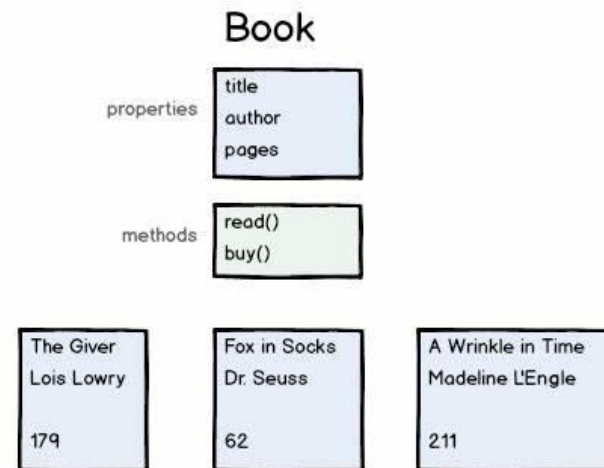 Book
properties
title
author
pages
methods
read()
buy()
The Giver
Lois Lowry
179
Fox in Socks
Dr. Seuss
62
A Wrinkle in Time
Madeline L'Engle
211